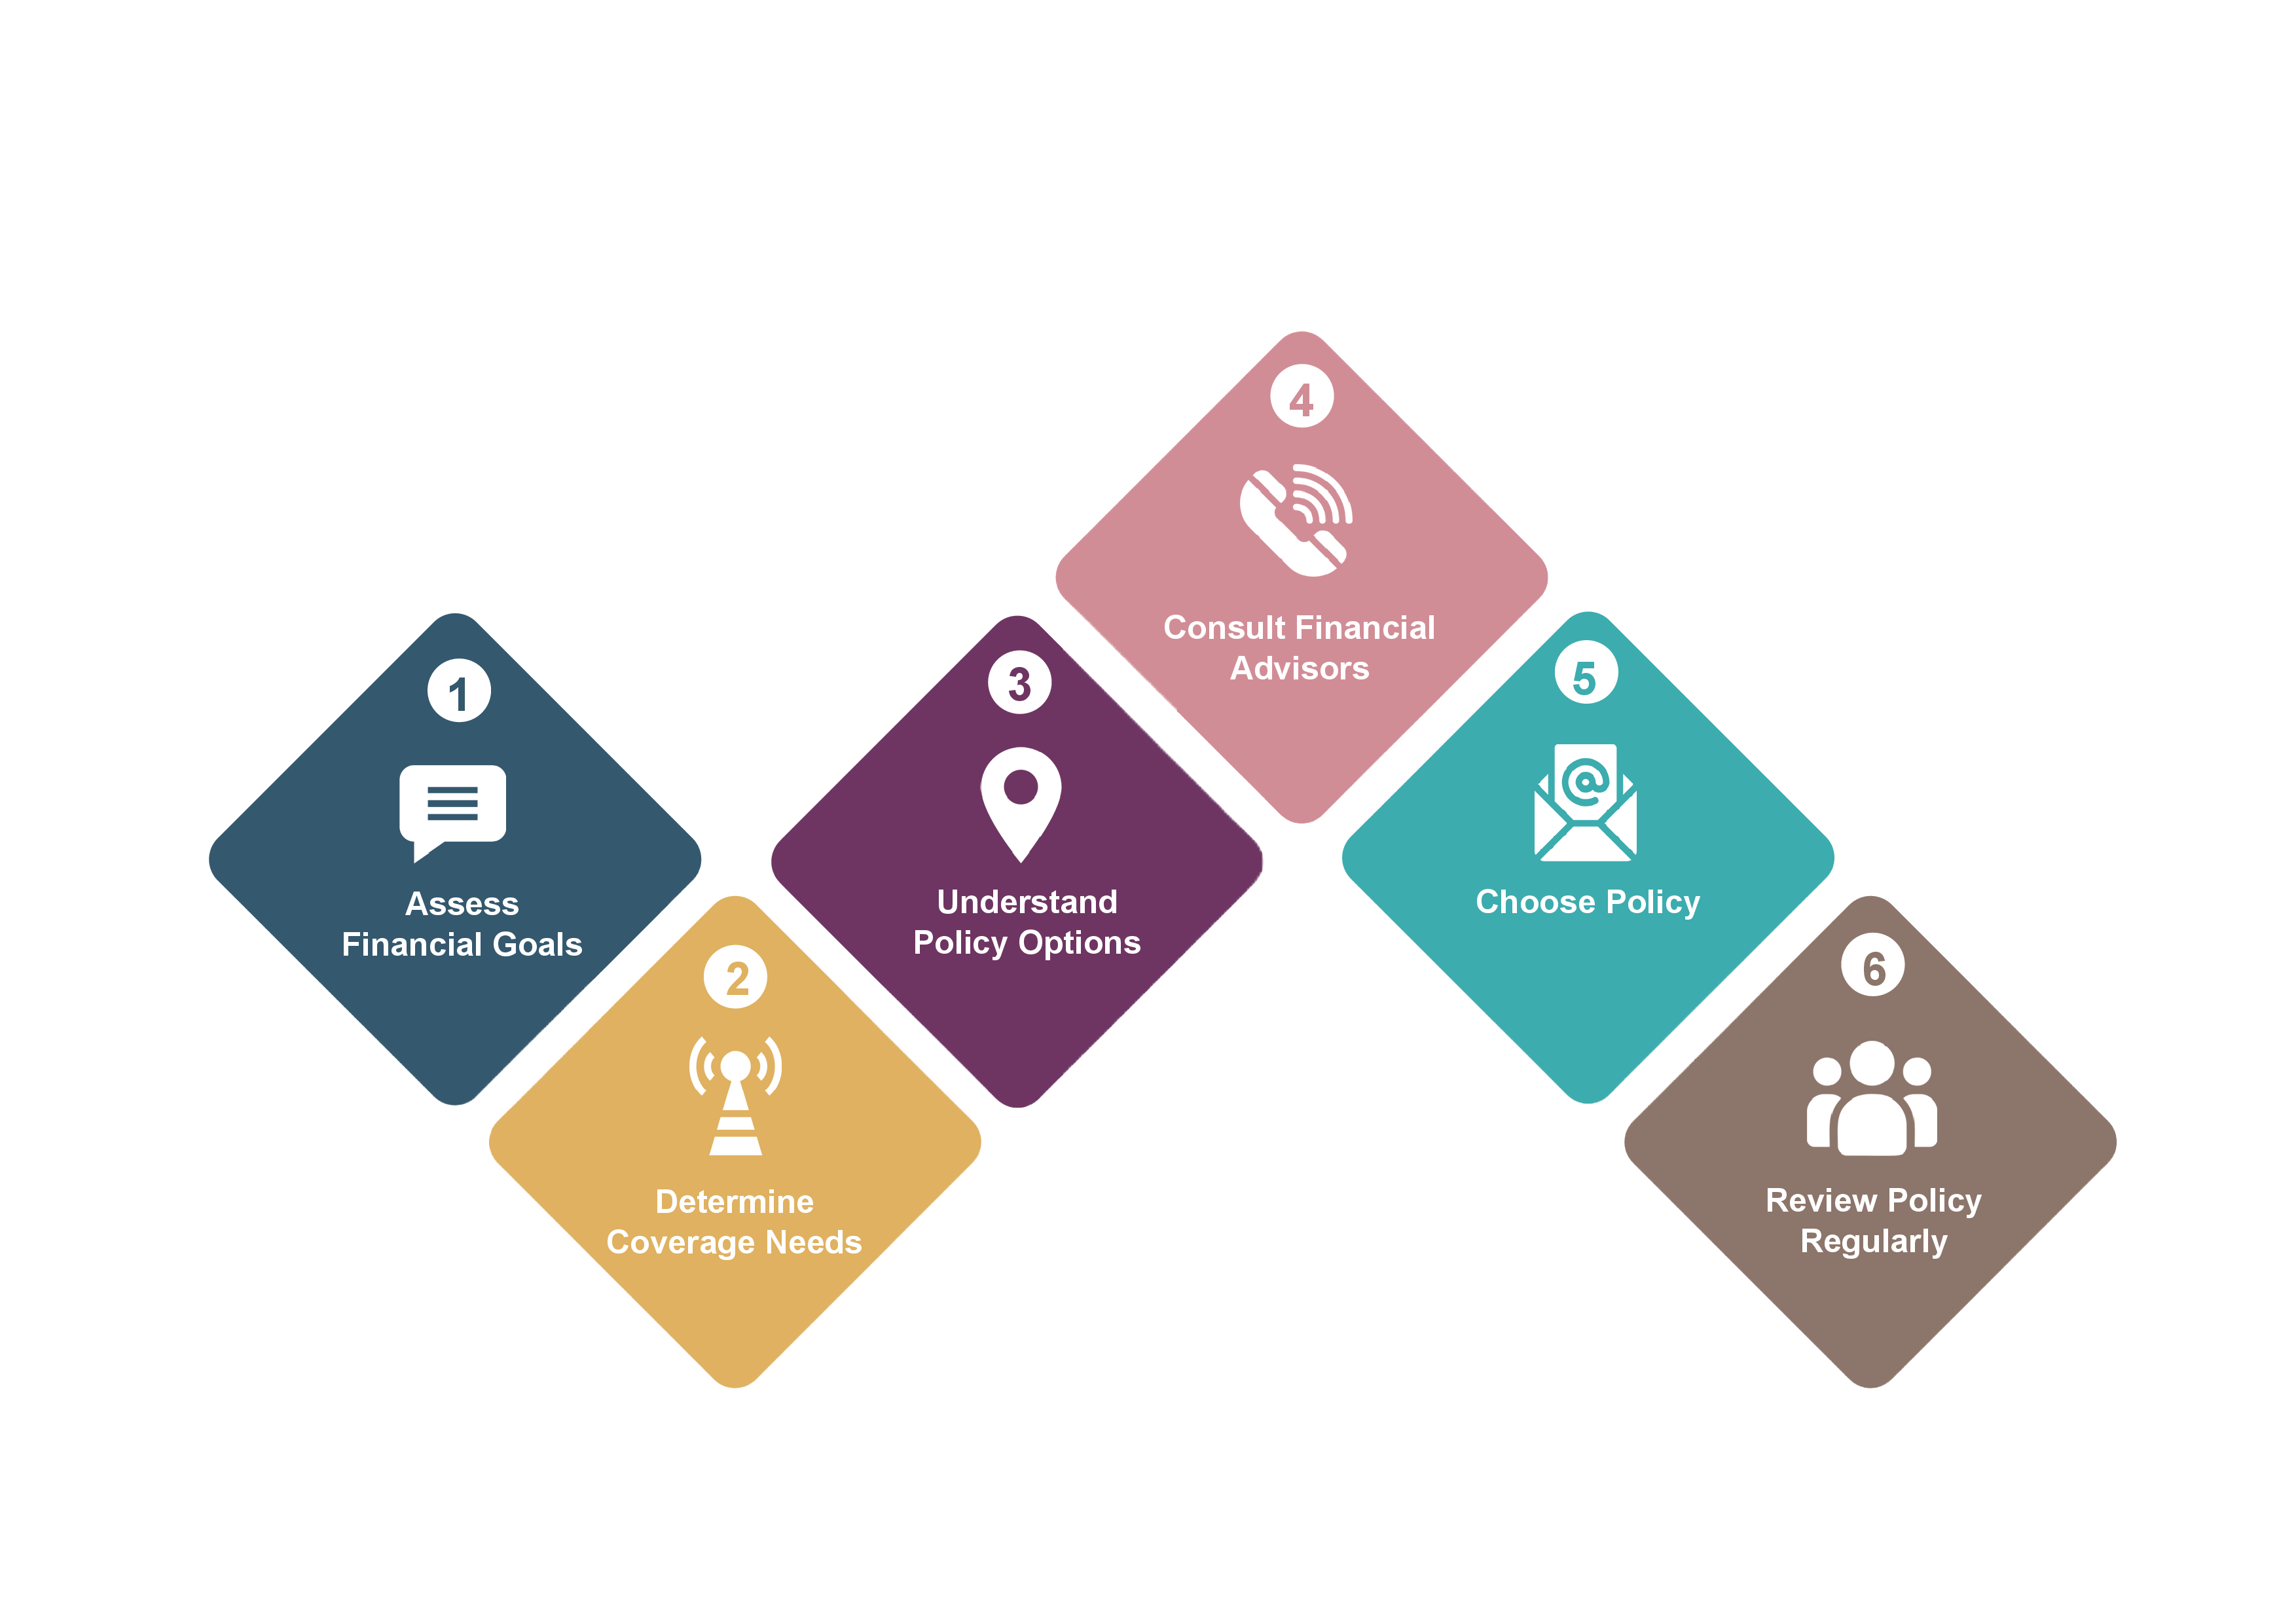 1
Assess
Financial Goals
2
Determine
Coverage Needs
3
Understand
Policy Options
4
Consult Financial
Advisors
5
@
Choose Policy
6
Review Policy
Regularly